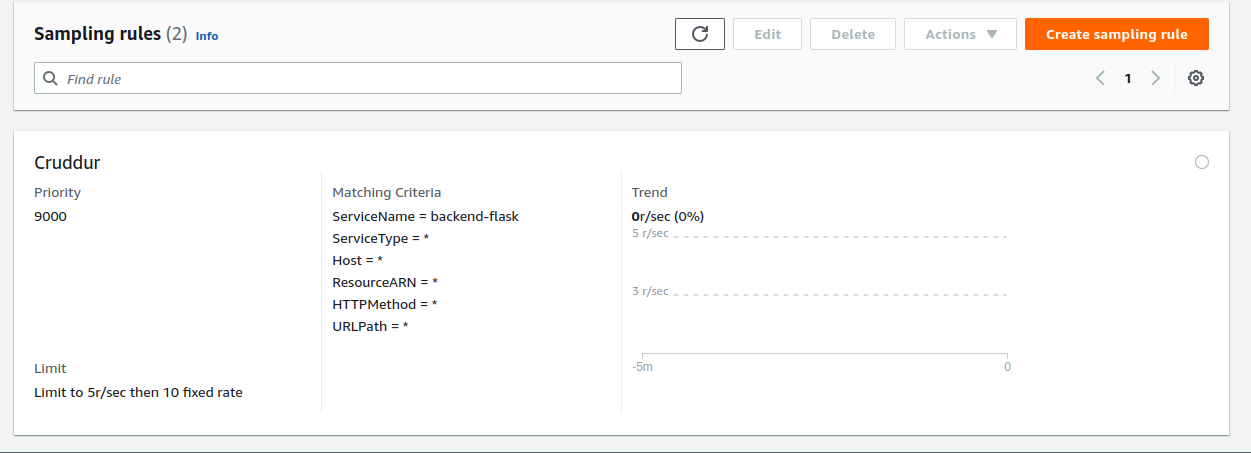 Sampling rules (2) Info
Edit
Delete
Actions
Create sampling rule
Find rule
1
Cruddur
Priority
9000
Limit
Limit to 5r/sec then 10 fixed rate
Matching Criteria
ServiceName = backend-flask
ServiceType = *
Host = *
ResourceARN = *
HTTPMethod = *
URLPath = *
Trend
0r/sec (0%)
5 r/sec
3 r/sec
-5m 0